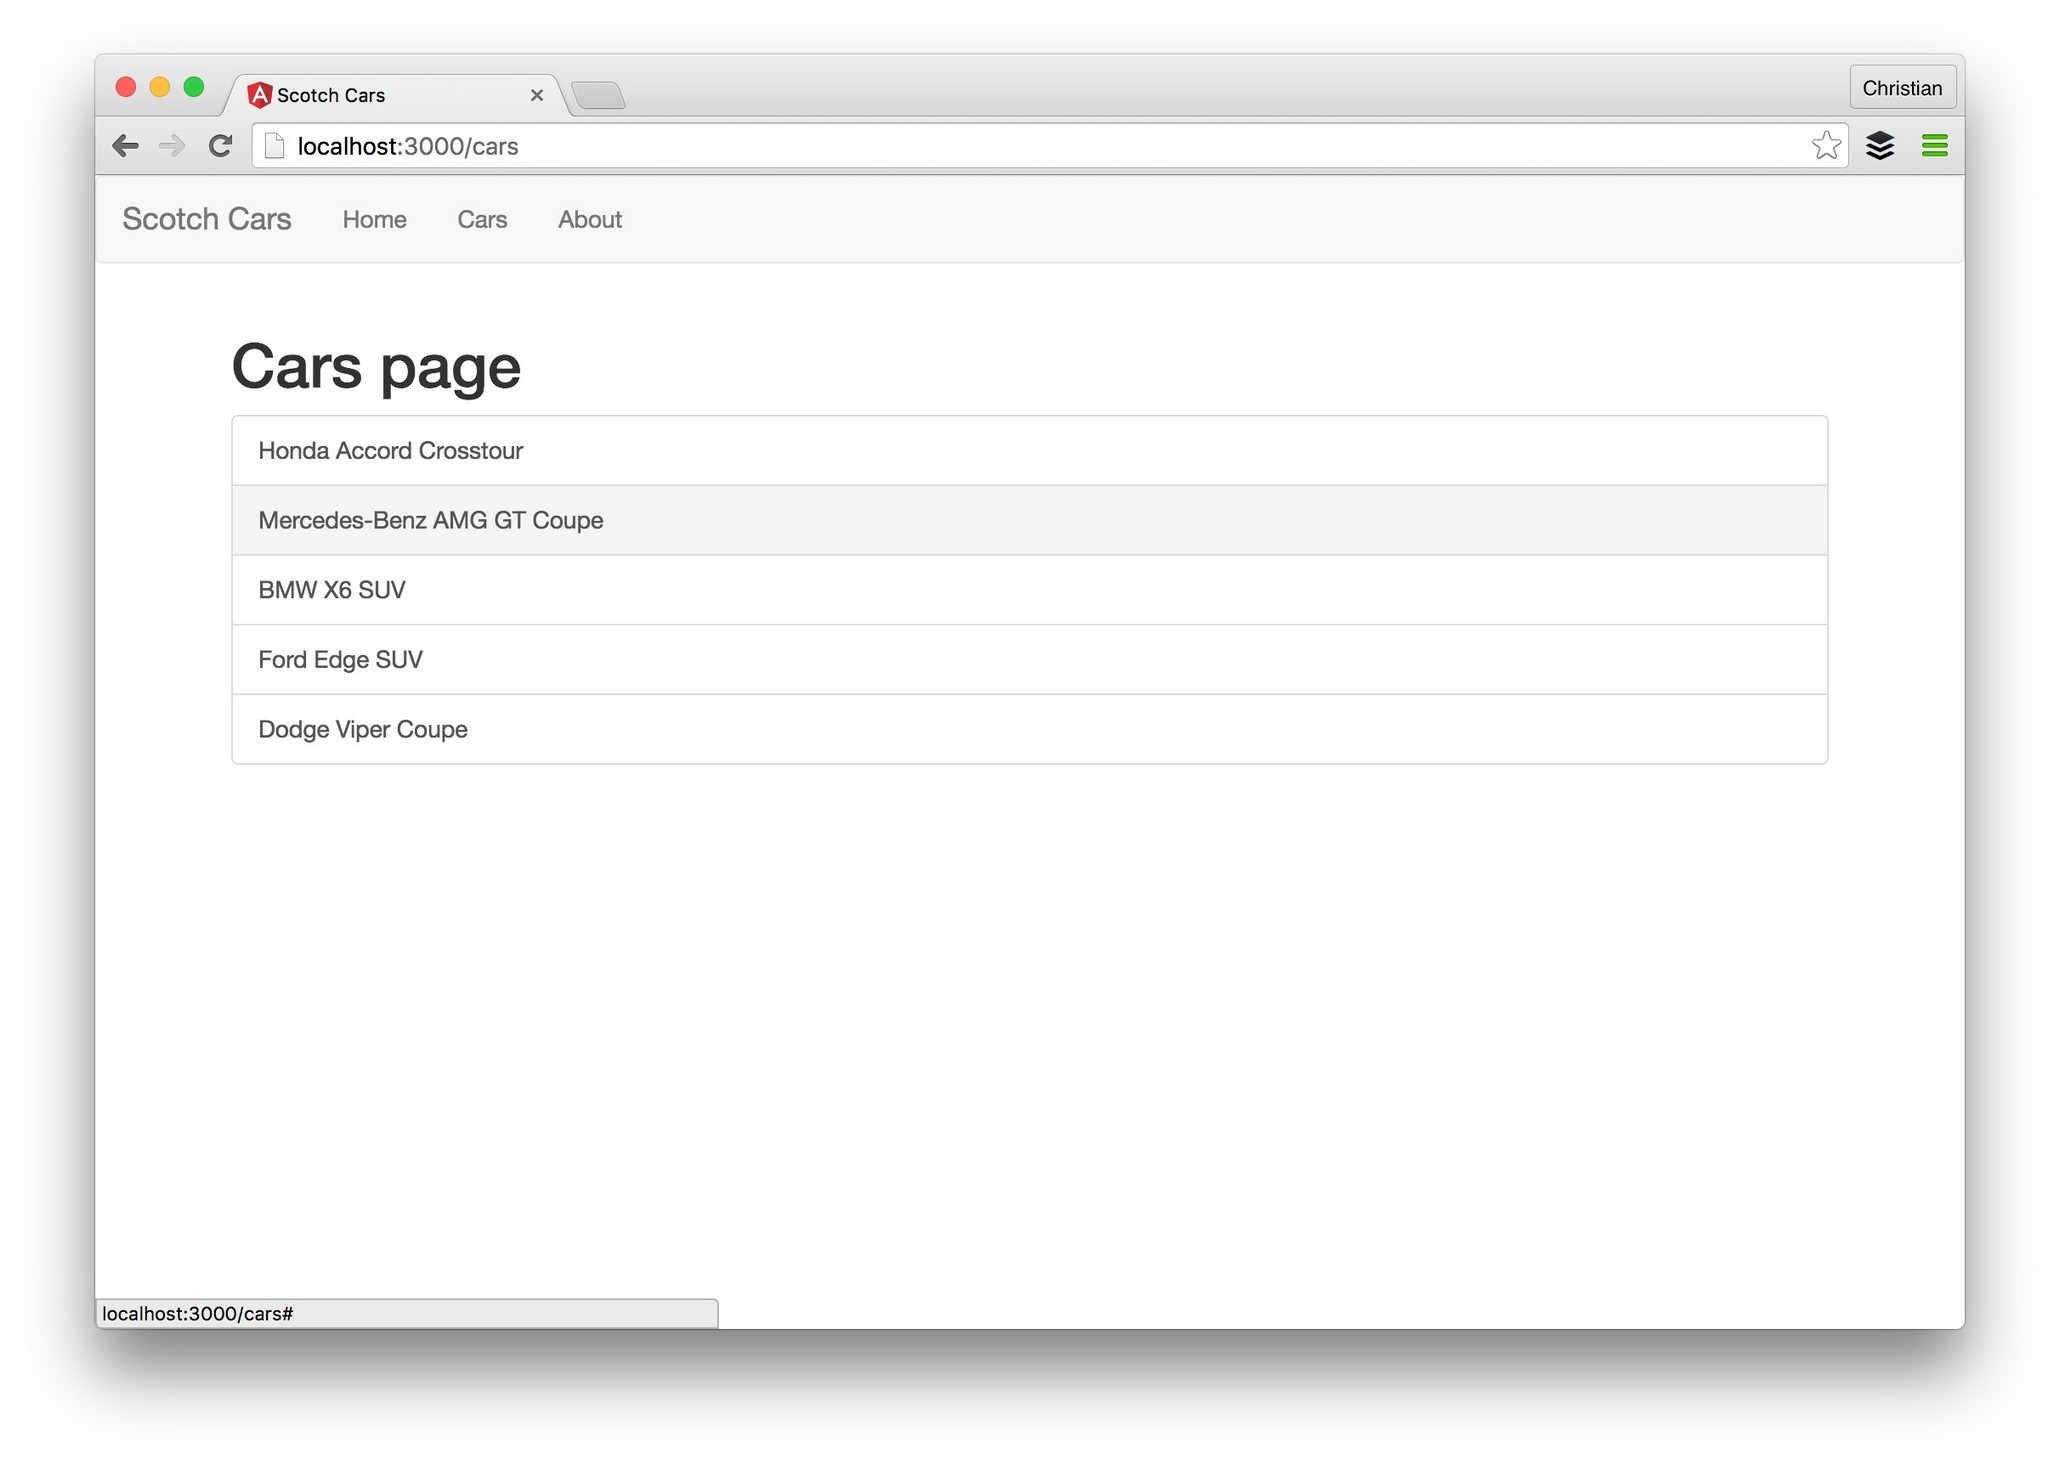 Scotch Cars
Christian
localhost:3000/cars
Scotch Cars Home Cars About
Cars page
Honda Accord Crosstour
Mercedes-Benz AMG GT Coupe
BMW X6 SUV
Ford Edge SUV
Dodge Viper Coupe
localhost:3000/cars#